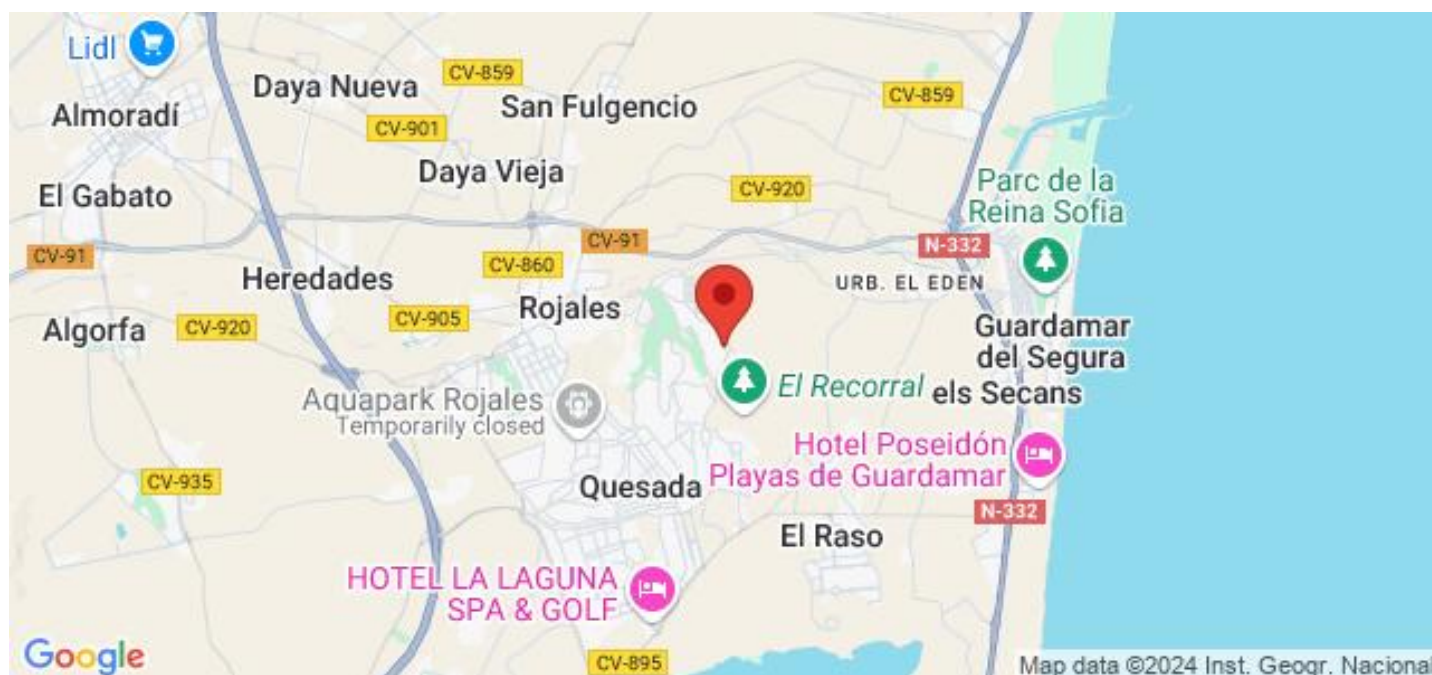 Lidl
Daya Nueva
CV-859
San Fulgencio
CV-859
Almoradí
CV-901
Daya Vieja
CV-920
Parc de la
Reina Sofia
El Gabato
CV-91
CV-91
N-332
Heredades
CV-860
URB. EL EDEN
Rojales
Algorfa
CV-920
CV-905
Guardamar
del Segura
El Recorral
els Secans
Aquapark Rojales
Temporarily closed
Hotel Poseidón
Playas de Guardamar
CV-935
Quesada
N-332
El Raso
HOTEL LA LAGUNA
SPA & GOLF
Google
CV-895
Map data ©2024 Inst. Geogr. Nacional